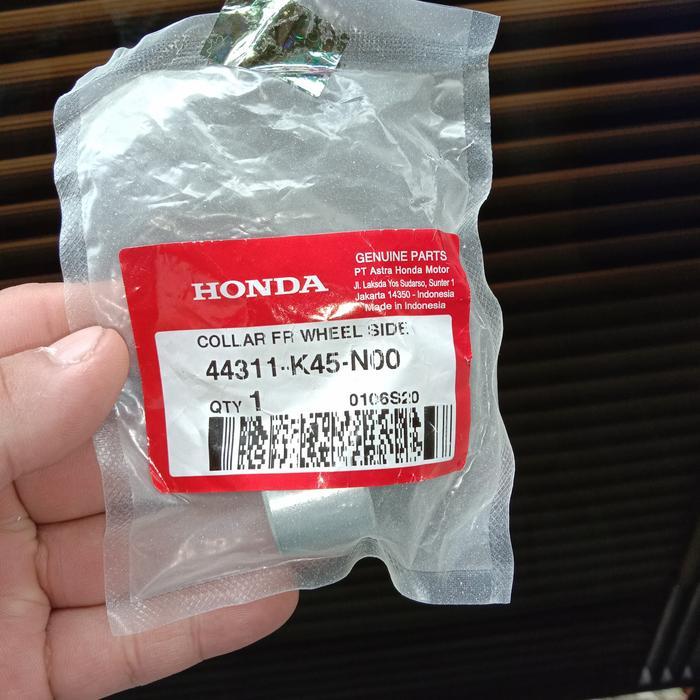 HONDA
GENUINE PARTS
PT Astra Honda Motor
Jl. Laksda Yos Sudarso, Sunter 1
Jakarta 14350 - Indonesia
Made in Indonesia
COLLAR FR WHEEL SIDE
44311-K45-N00
QTY 1 0106S20